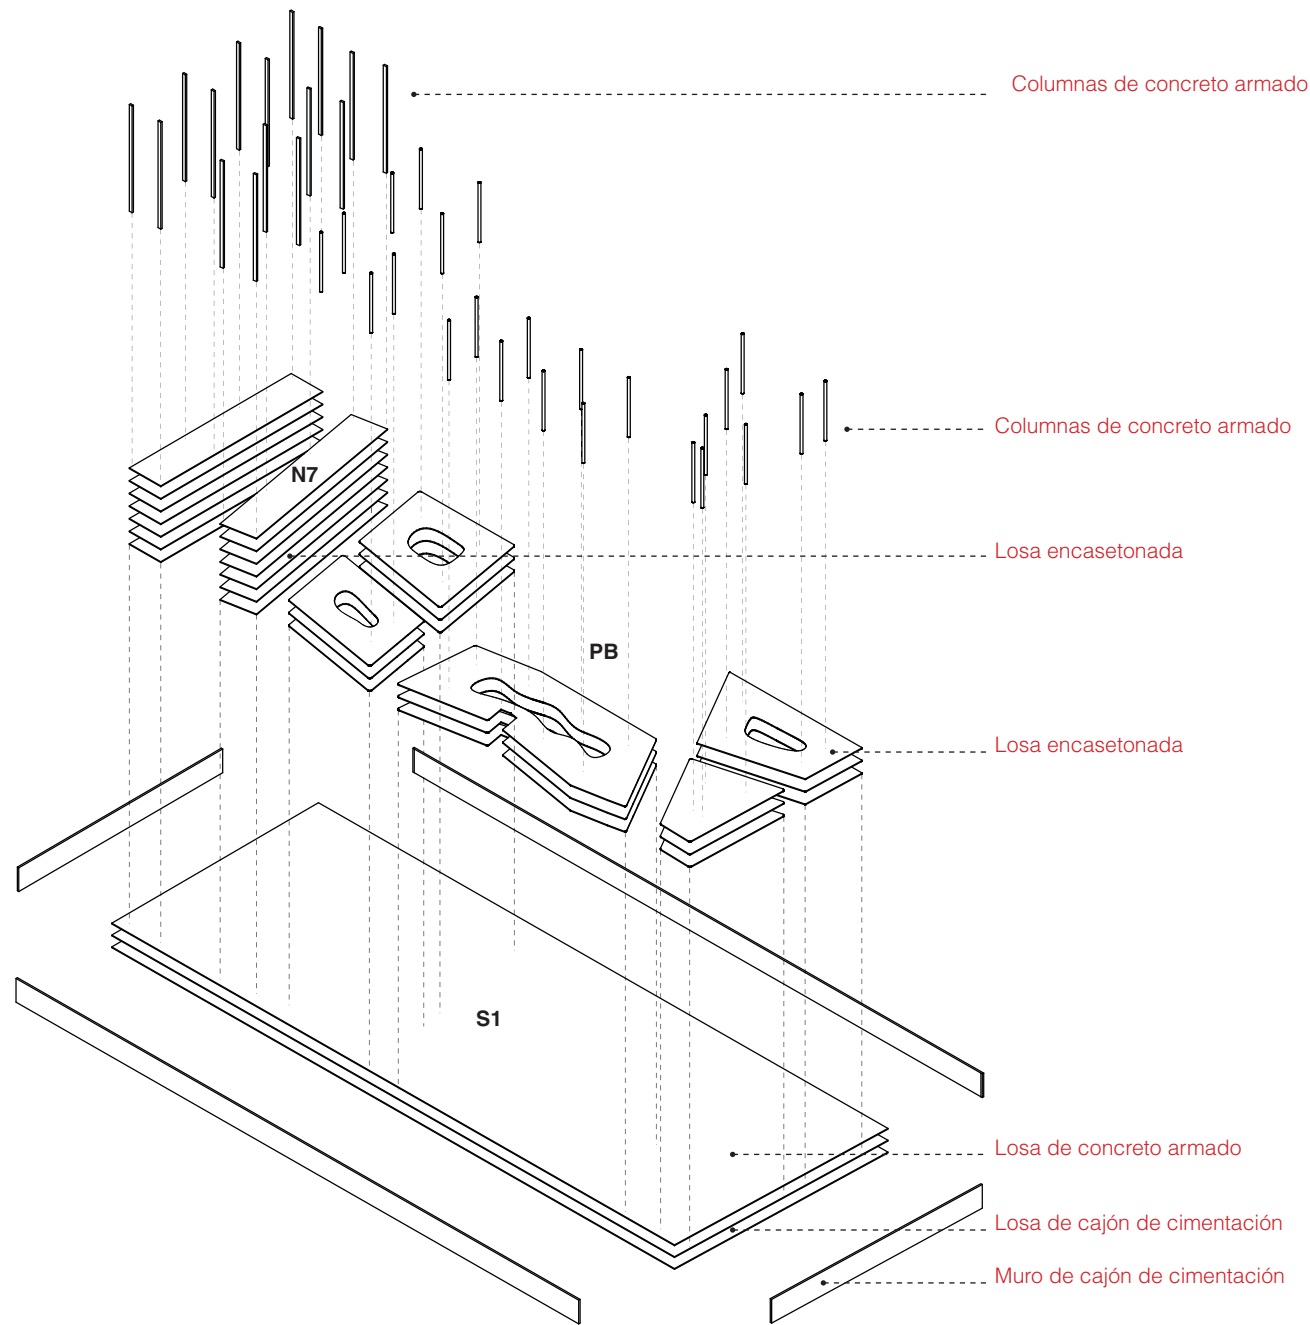 Columnas de concreto armado
Columnas de concreto armado
N7
Losa encasetonada
PB
Losa encasetonada
S1
Losa de concreto armado
Losa de cajón de cimentación
Muro de cajón de cimentación